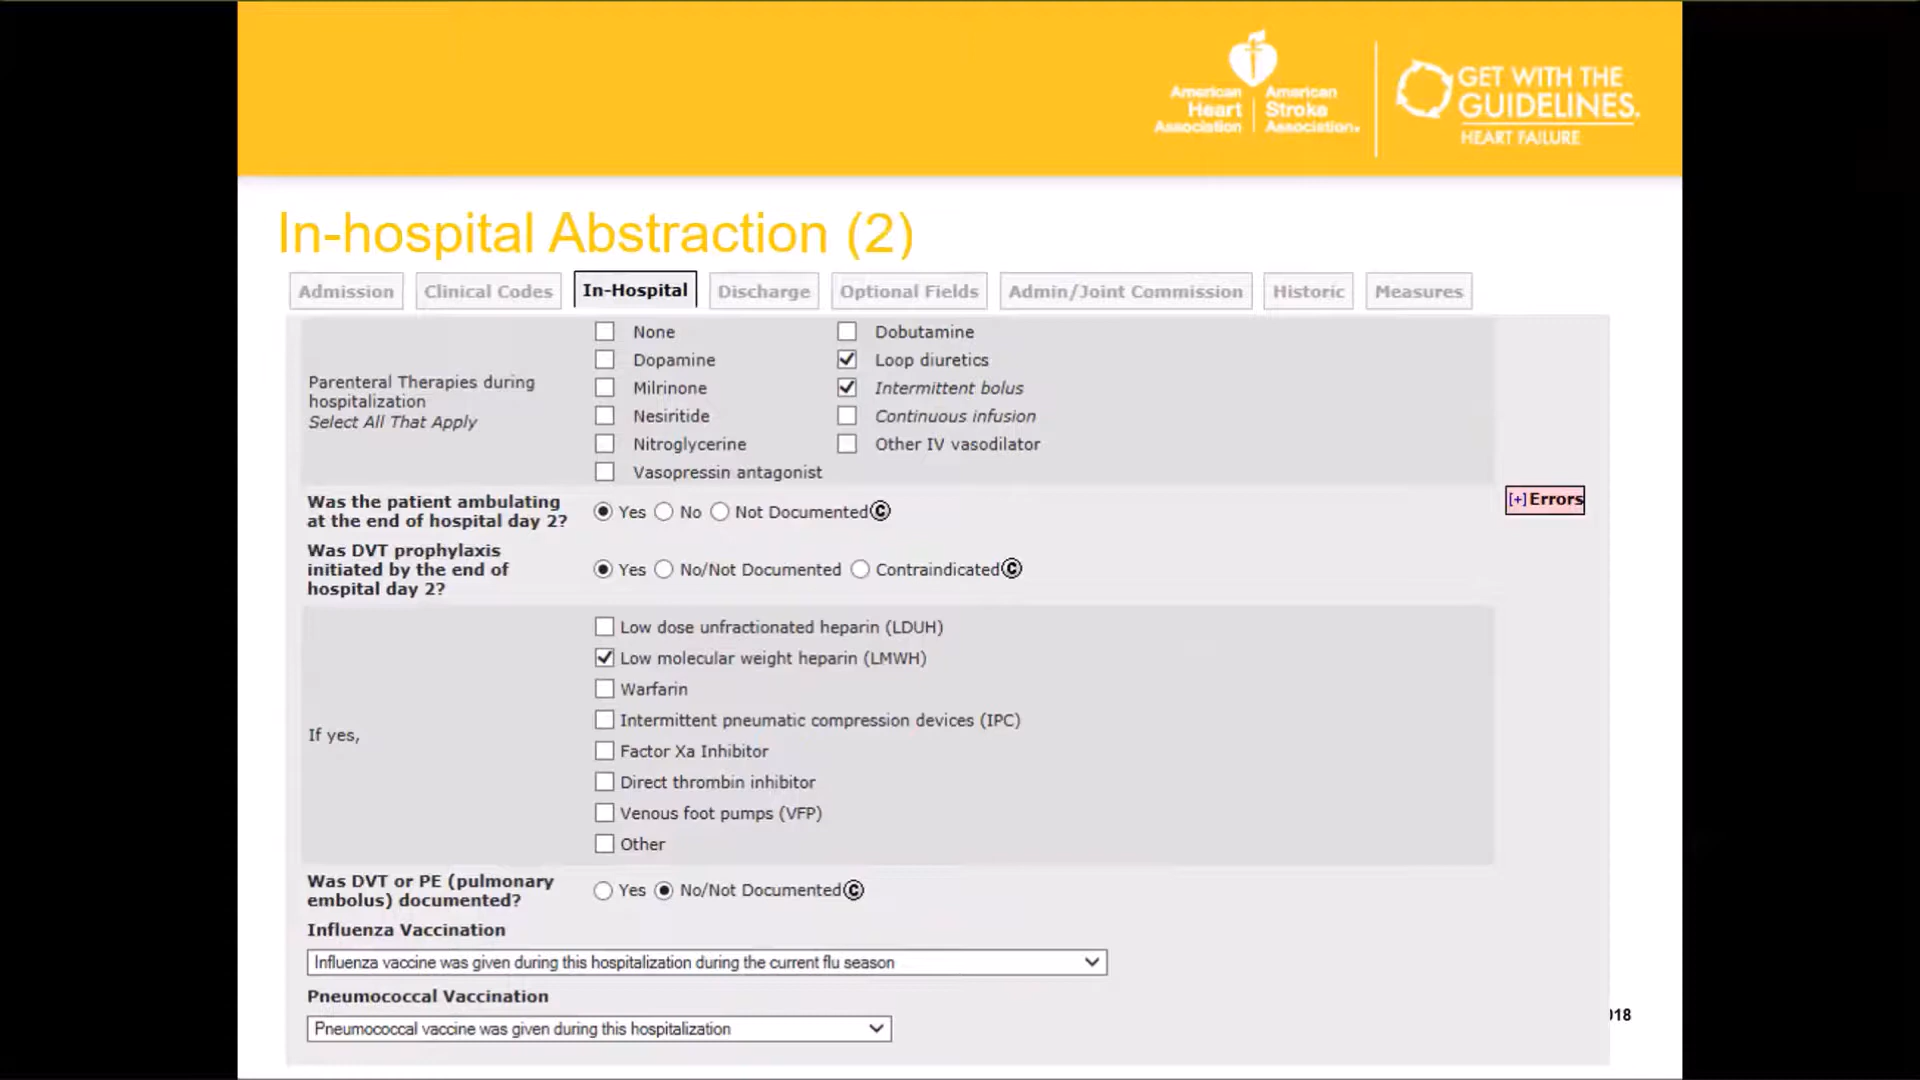 American Heart Association
American Stroke Association®
GET WITH THE
GUIDELINES®
HEART FAILURE
In-hospital Abstraction (2)
Admission
Clinical Codes
In-Hospital
Discharge
Optional Fields
Admin/Joint Commission
Historic
Measures
Parenteral Therapies during
hospitalization
Select All That Apply
None
Dobutamine
Dopamine
Loop diuretics
Milrinone
Intermittent bolus
Nesiritide
Continuous infusion
Nitroglycerine
Other IV vasodilator
Vasopressin antagonist
[+]Errors
Was the patient ambulating
at the end of hospital day 2?
Yes No Not Documented ©
Was DVT prophylaxis
initiated by the end of
hospital day 2?
Yes No/Not Documented Contraindicated ©
If yes,
Low dose unfractionated heparin (LDUH)
Low molecular weight heparin (LMWH)
Warfarin
Intermittent pneumatic compression devices (IPC)
Factor Xa Inhibitor
Direct thrombin inhibitor
Venous foot pumps (VFP)
Other
Was DVT or PE (pulmonary
embolus) documented?
Yes No/Not Documented ©
Influenza Vaccination
Influenza vaccine was given during this hospitalization during the current flu season
Pneumococcal Vaccination
Pneumococcal vaccine was given during this hospitalization